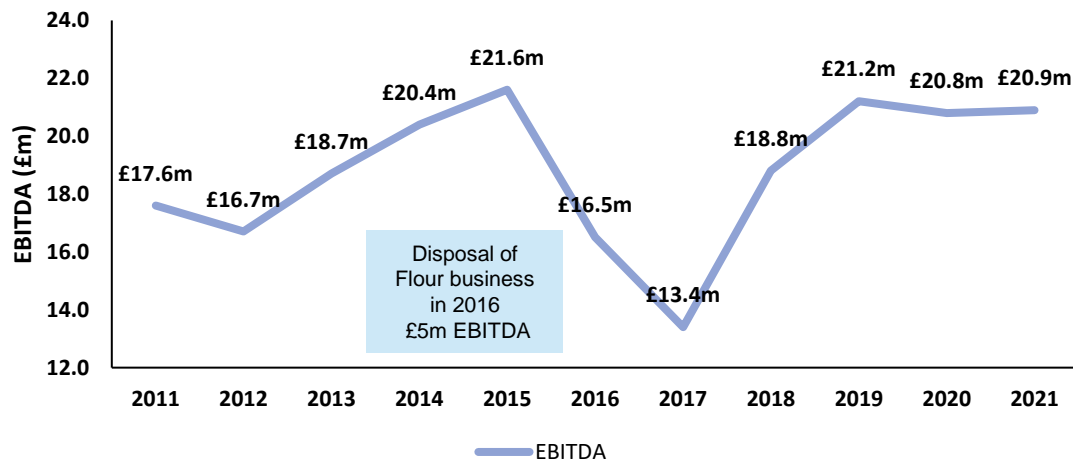 24.0
22.0
20.0
18.0
16.0
14.0
12.0
EBITDA (£m)
£17.6m
£16.7m
£18.7m
£20.4m
£21.6m
£16.5m
£13.4m
£18.8m
£21.2m
£20.8m
£20.9m
Disposal of
Flour business
in 2016
£5m EBITDA
2011 2012 2013 2014 2015 2016 2017 2018 2019 2020 2021
EBITDA